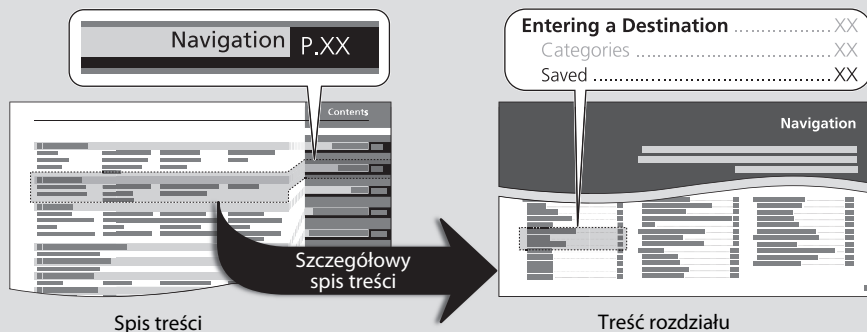 Navigation P.XX
Entering a Destination ..................... XX
Categories ................................... XX
Saved .......................................... XX
Contents
Navigation
Szczegółowy
spis treści
Spis treści
Treść rozdziału